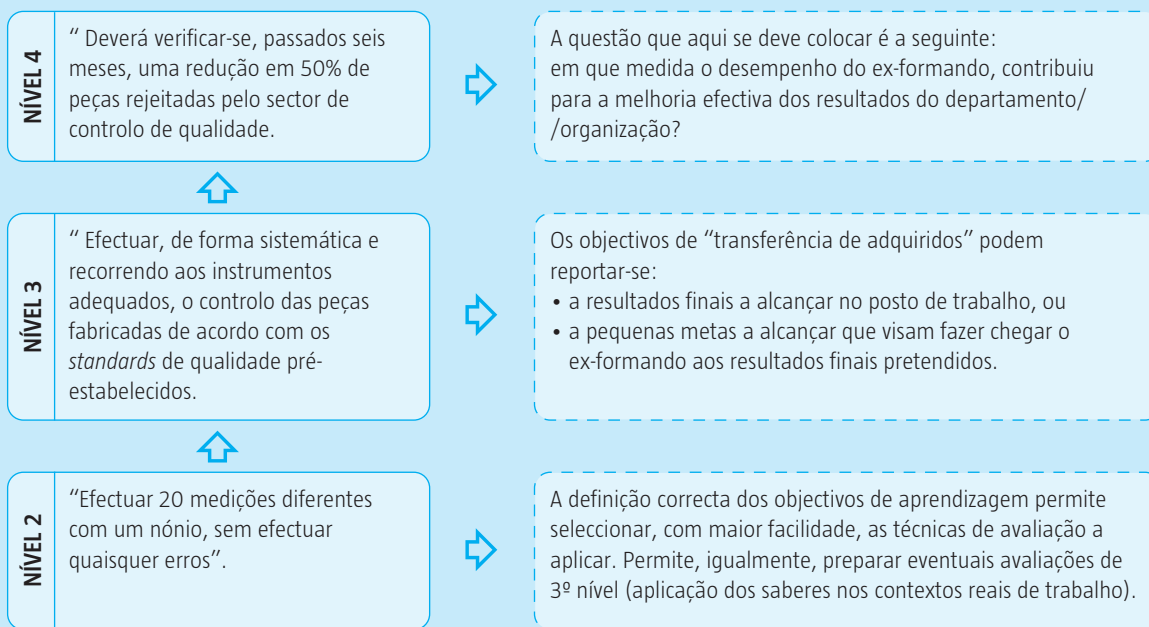 NÍVEL 4
“ Deverá verificar-se, passados seis
meses, uma redução em 50% de
peças rejeitadas pelo sector de
controlo de qualidade.
A questão que aqui se deve colocar é a seguinte:
em que medida o desempenho do ex-formando, contribuiu
para a melhoria efectiva dos resultados do departamento/
/organização?
NÍVEL 3
“ Efectuar, de forma sistemática e
recorrendo aos instrumentos
adequados, o controlo das peças
fabricadas de acordo com os
standards de qualidade pré-
estabelecidos.
Os objectivos de “transferência de adquiridos” podem
reportar-se:
• a resultados finais a alcançar no posto de trabalho, ou
• a pequenas metas a alcançar que visam fazer chegar o
ex-formando aos resultados finais pretendidos.
NÍVEL 2
“Efectuar 20 medições diferentes
com um nónio, sem efectuar
quaisquer erros”.
A definição correcta dos objectivos de aprendizagem permite
seleccionar, com maior facilidade, as técnicas de avaliação a
aplicar. Permite, igualmente, preparar eventuais avaliações de
3º nível (aplicação dos saberes nos contextos reais de trabalho).